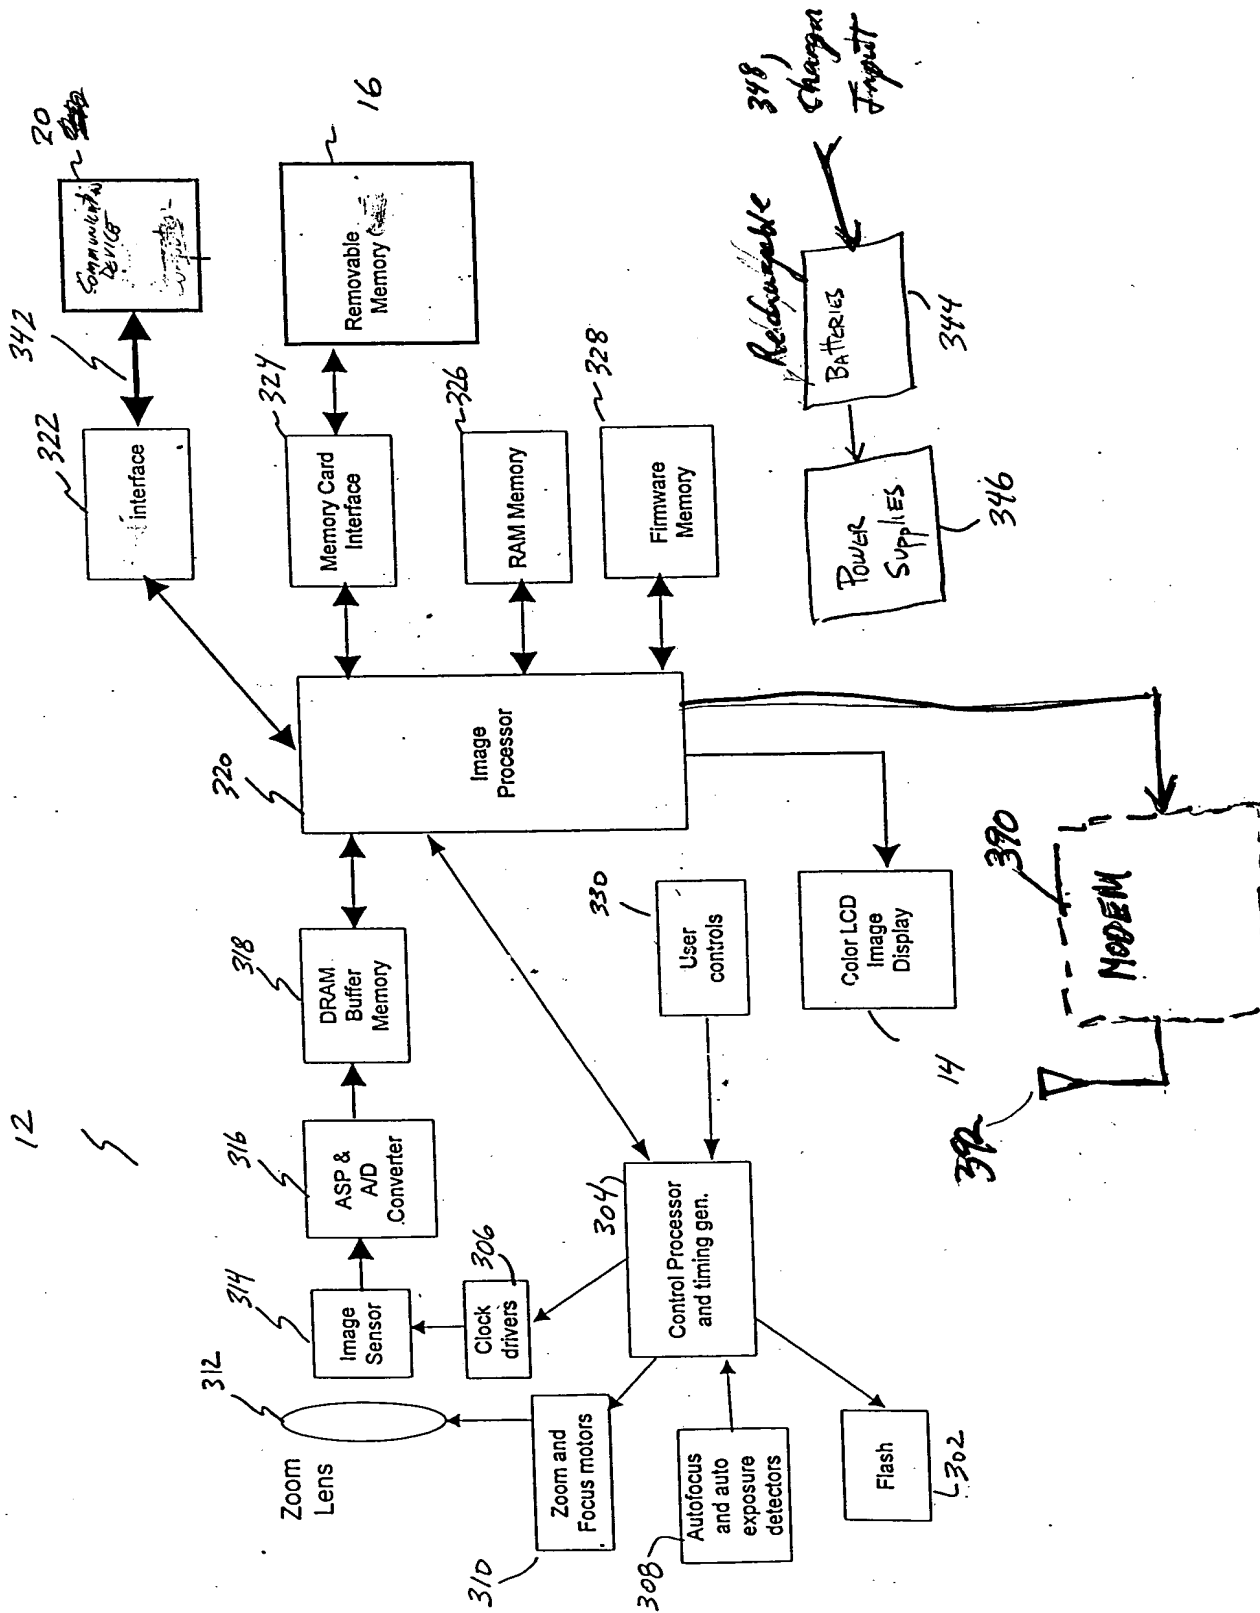 12
312
Zoom
Lens
314
Image
Sensor
316
ASP &
A/D
Converter
318
DRAM
Buffer
Memory
320
Image
Processor
322
interface
342
20
COMMUNICATION
DEVICE
324
Memory Card
Interface
16
Removable
Memory
326
RAM Memory
328
Firmware
Memory
310
Zoom and
Focus motors
306
Clock
drivers
304
Control Processor
and timing gen.
330
User
controls
308
Autofocus
and auto
exposure
detectors
Flash
302
Color LCD
Image
Display
14
Rechargeable
BATTERIES
344
348
Charger
Input
POWER
SUPPLIES
346
390
MODEM
392